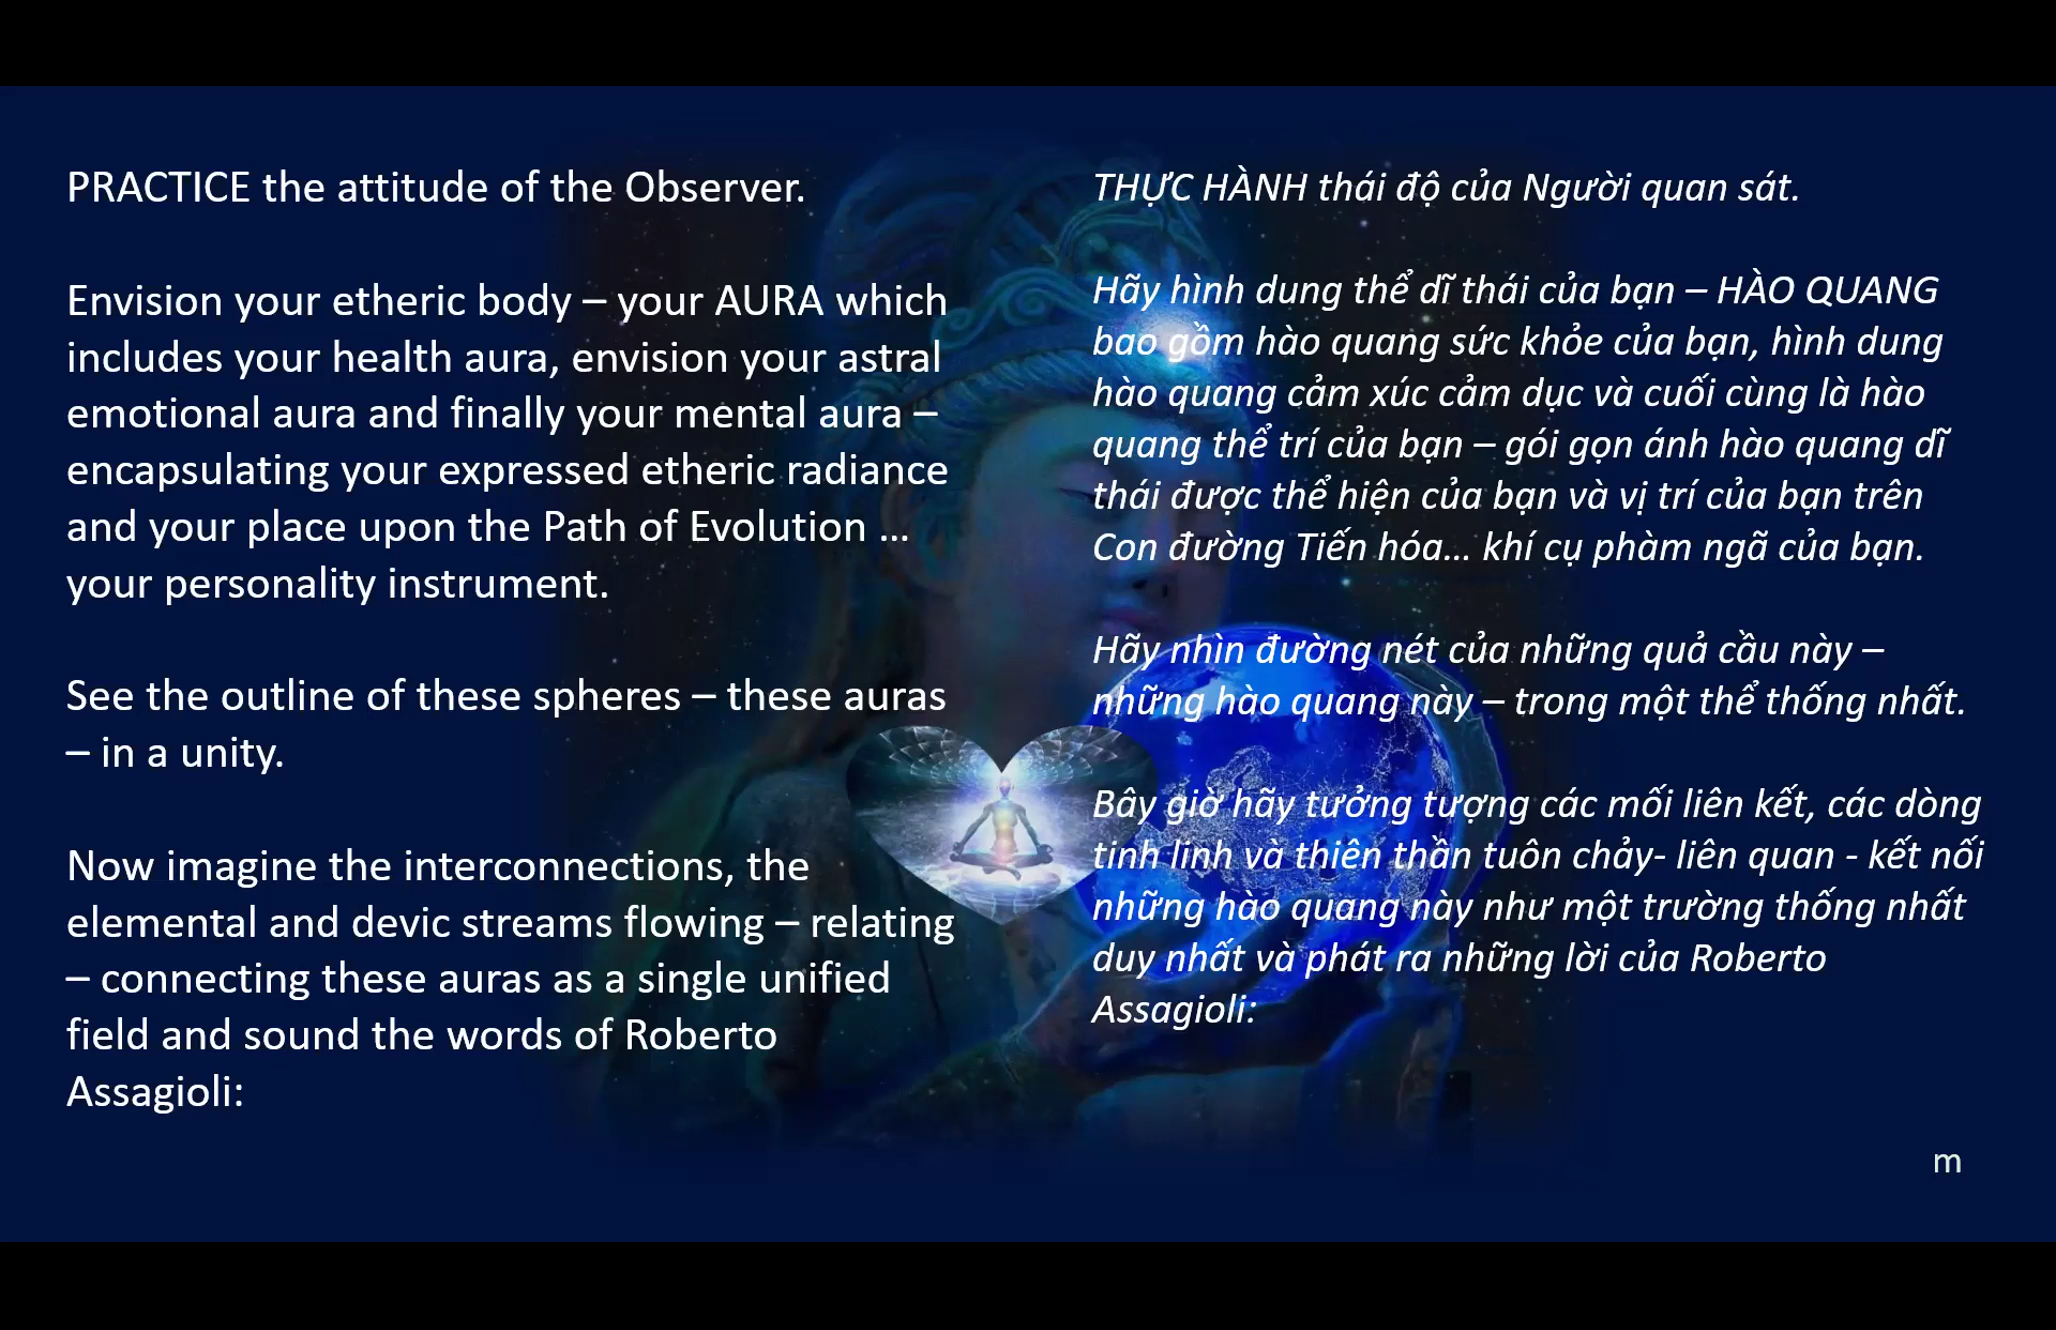 PRACTICE the attitude of the Observer.
Envision your etheric body – your AURA which
includes your health aura, envision your astral
emotional aura and finally your mental aura –
encapsulating your expressed etheric radiance
and your place upon the Path of Evolution ...
your personality instrument.
See the outline of these spheres – these auras
– in a unity.
Now imagine the interconnections, the
elemental and devic streams flowing – relating
– connecting these auras as a single unified
field and sound the words of Roberto
Assagioli:
THỰC HÀNH thái độ của Người quan sát.
Hãy hình dung thể dĩ thái của bạn – HÀO QUANG
bao gồm hào quang sức khỏe của bạn, hình dung
hào quang cảm xúc cảm dục và cuối cùng là hào
quang thể trí của bạn – gói gọn ánh hào quang dĩ
thái được thể hiện của bạn và vị trí của bạn trên
Con đường Tiến hóa... khí cụ phàm ngã của bạn.
Hãy nhìn đường nét của những quả cầu này –
những hào quang này – trong một thể thống nhất.
Bây giờ hãy tưởng tượng các mối liên kết, các dòng
tinh linh và thiên thần tuôn chảy- liên quan - kết nối
những hào quang này như một trường thống nhất
duy nhất và phát ra những lời của Roberto
Assagioli:
m